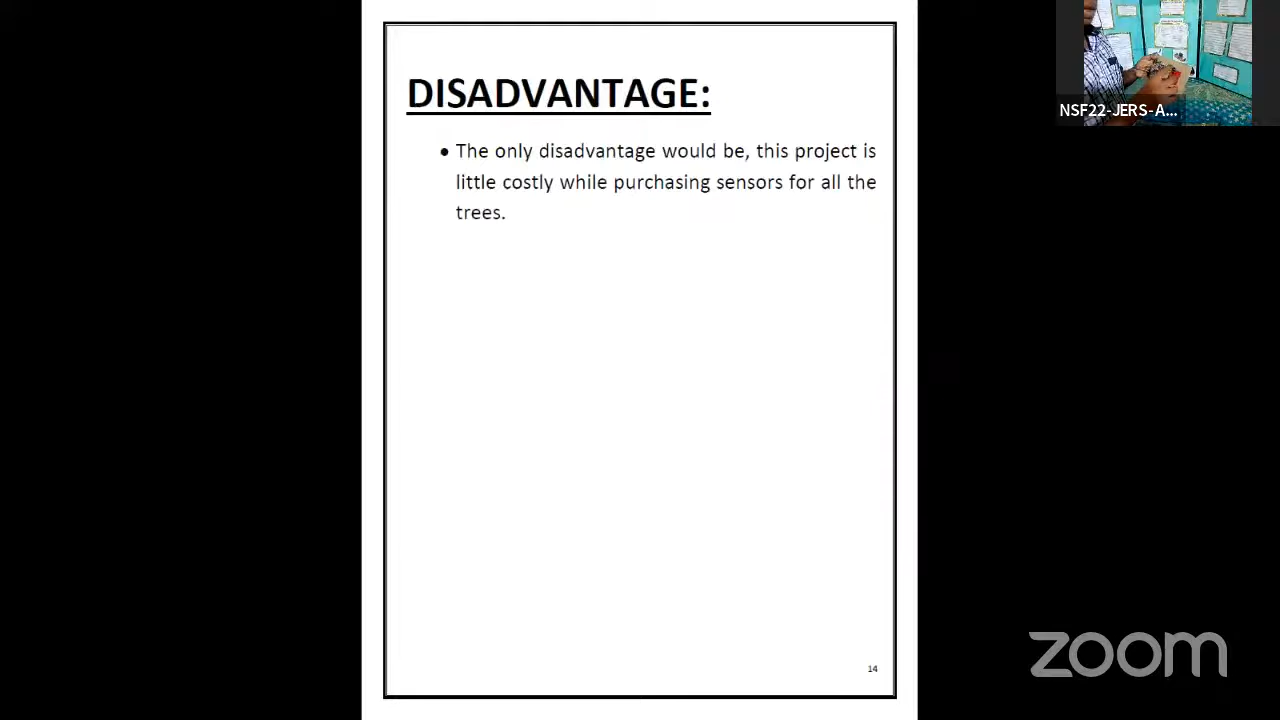 DISADVANTAGE:
• The only disadvantage would be, this project is
little costly while purchasing sensors for all the
trees.
14
NSF22-JERS-A...
zoom